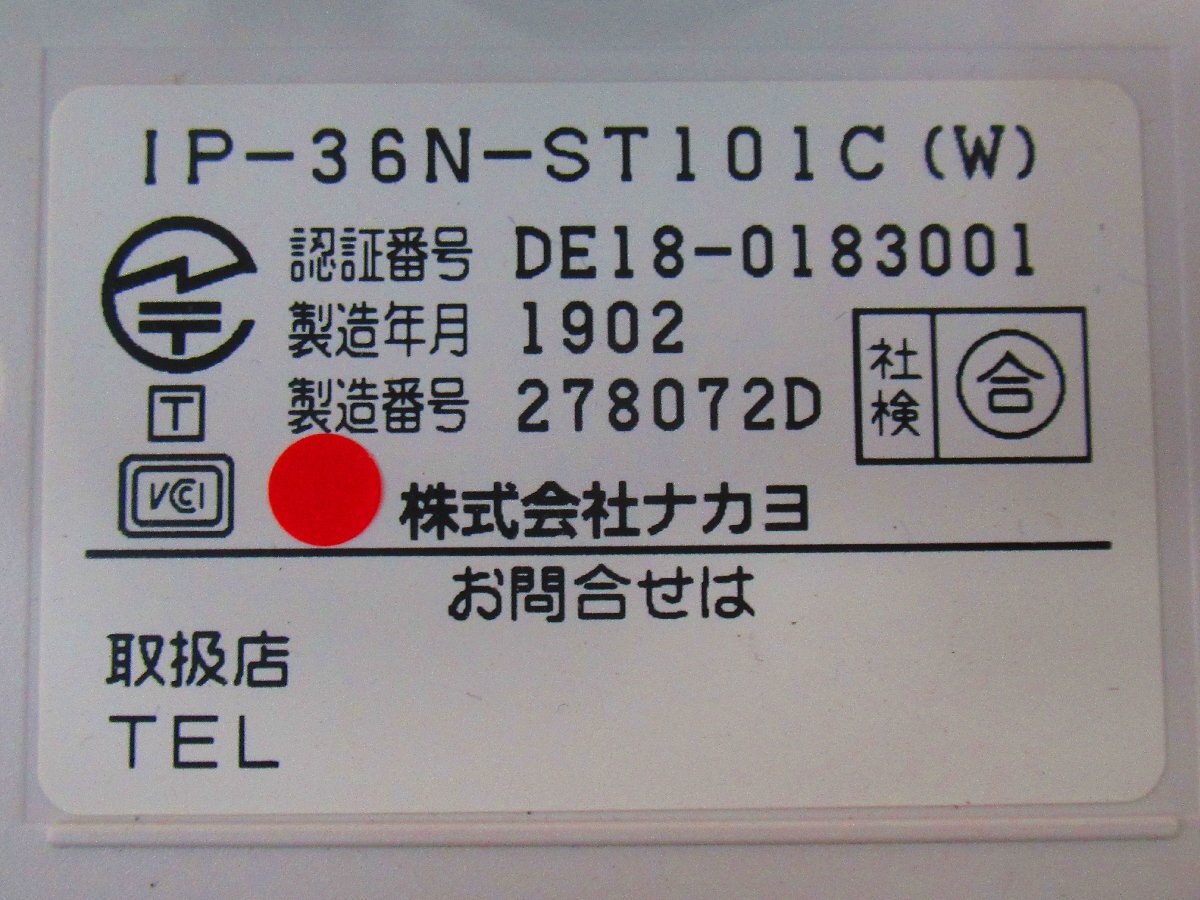 IP-36N-ST101C(W)
認証番号 DE18-0183001
製造年月 1902
製造番号 278072D
社検 合
T
VCCI
株式会社ナカヨ
お問合せは
取扱店
TEL